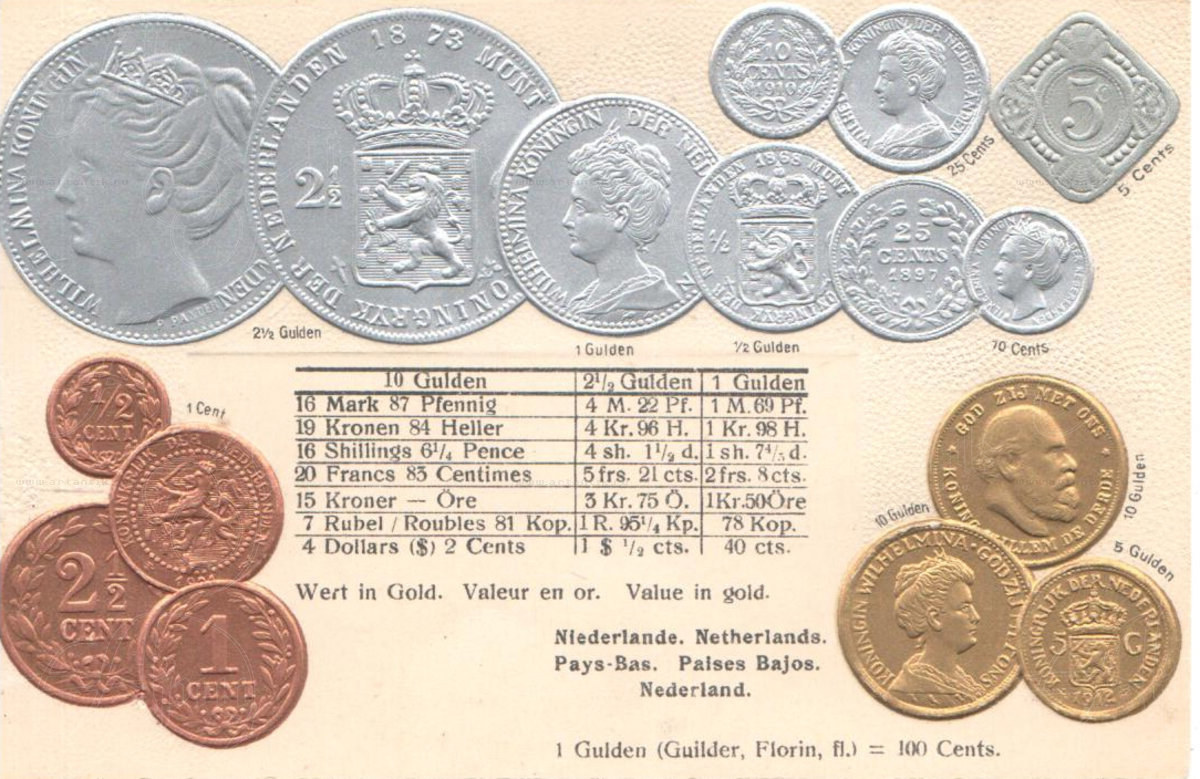 WILHELMINA KONINGIN
DER NEDERLANDEN 1873 MUNT
KONINGRYK DER
2½
WILHELMINA KONINGIN DER NE
NEDERLANDEN 1868 MUNT
½
10
CENTS
1919
KONINGIN DER NEDERLANDEN
25
CENTS
1897
KONINGIN
5c
2½ Gulden
1 Gulden
½ Gulden
25 Cents
5 Cents
10 Cents
10 Gulden 2½ Gulden 1 Gulden
16 Mark 87 Pfennig 4 M. 22 Pf. 1 M. 69 Pf.
19 Kronen 84 Heller 4 Kr. 96 H. 1 Kr. 98 H.
16 Shillings 6¼ Pence 4 sh. 1½ d. 1 sh. 7⅘ d.
20 Francs 83 Centimes 5 frs. 21 cts. 2 frs. 8 cts.
15 Kroner — Öre 3 Kr. 75 Ö. 1 Kr. 50 Öre
7 Rubel / Roubles 81 Kop. 1 R. 95¼ Kp. 78 Kop.
4 Dollars ($) 2 Cents 1 $ ½ cts. 40 cts.
1 Cent
1/2
CENT
KONINKRIJK DER NEDERLANDEN
2½
CENT
1
CENT
GOD ZIJ MET ONS
KONING WILLEM DE DERDE
10 Gulden
10 Gulden
KONINGIN WILHELMINA · GOD ZIJ MET ONS
5 Gulden
KONINGRIJK DER NEDERLANDEN
5 G
1912
Wert in Gold. Valeur en or. Value in gold.
Niederlande. Netherlands.
Pays-Bas. Paises Bajos.
Nederland.
1 Gulden (Guilder, Florin, fl.) = 100 Cents.